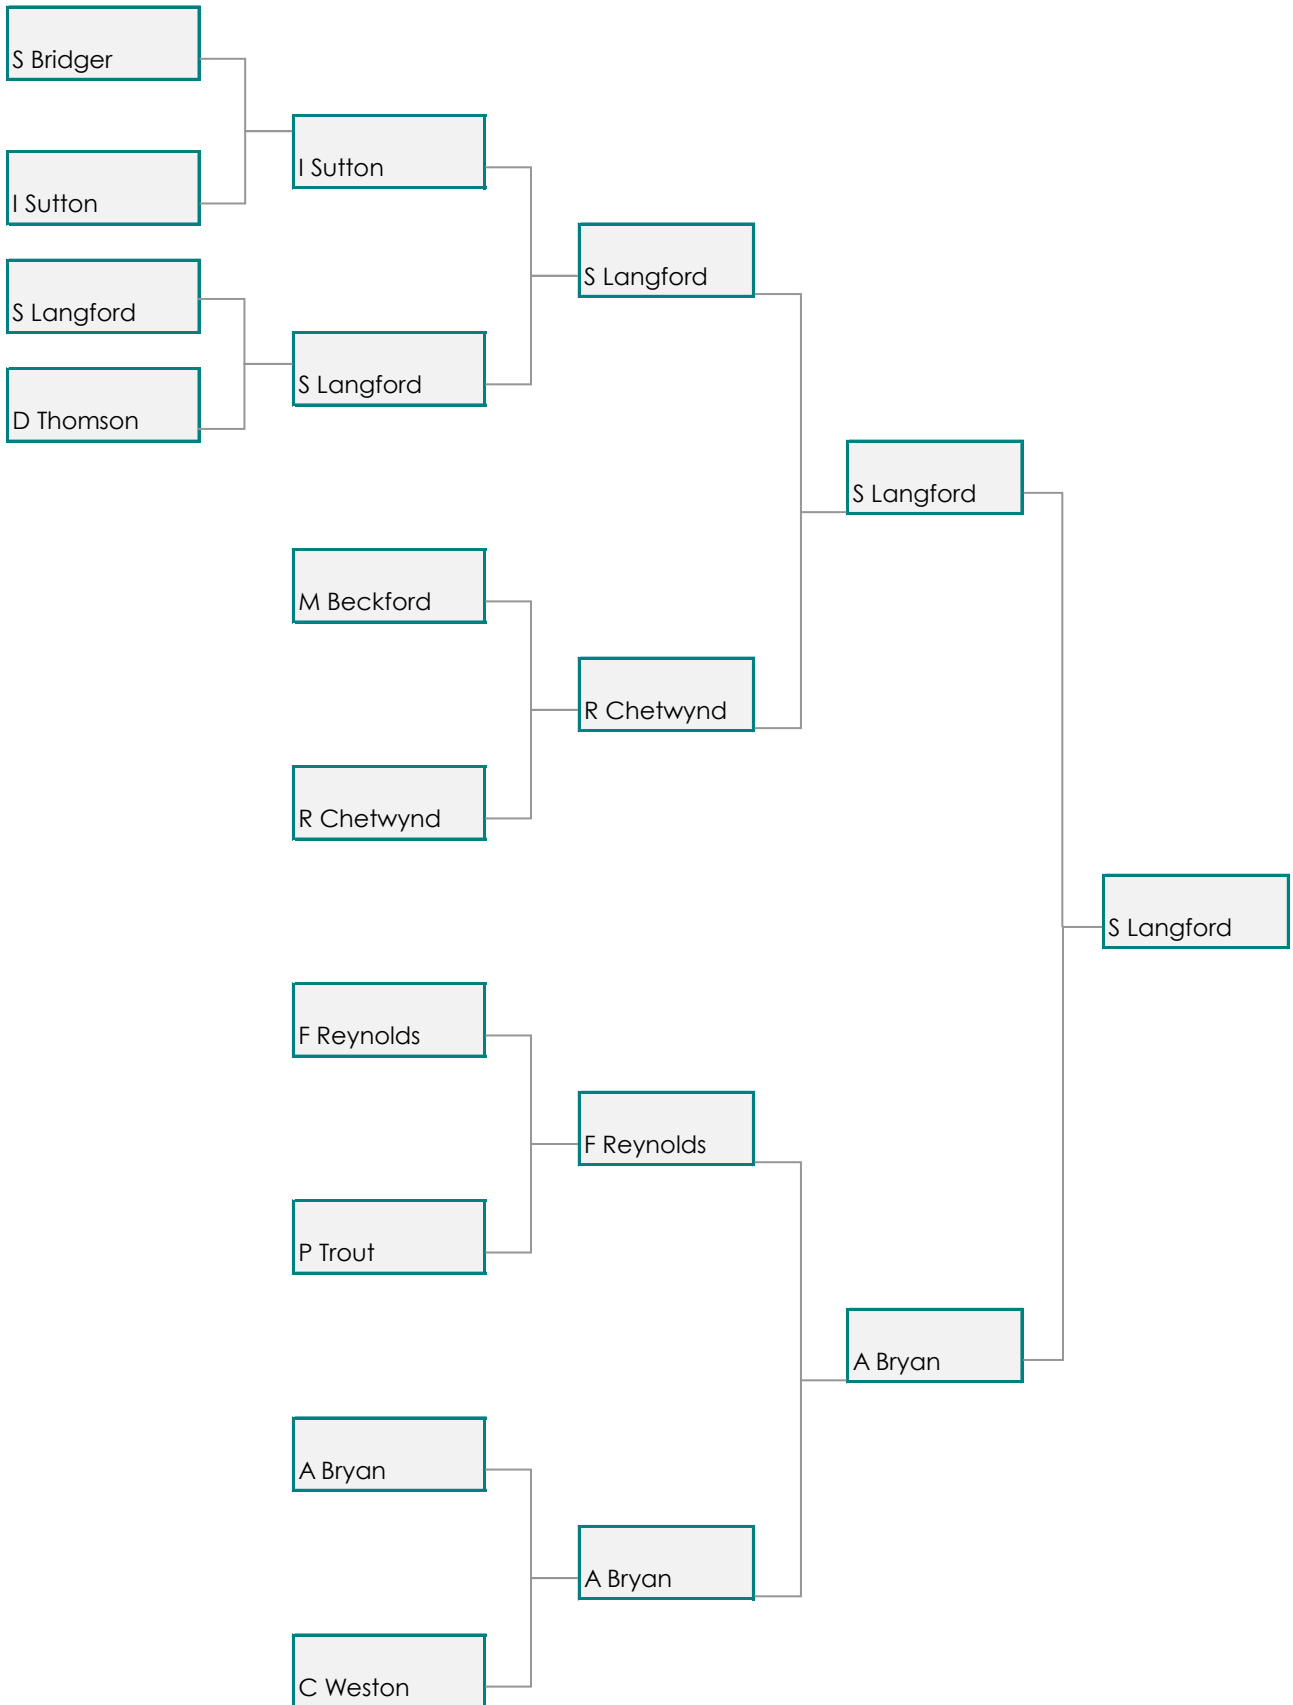 S Bridger
I Sutton
I Sutton
S Langford
S Langford
S Langford
D Thomson
S Langford
M Beckford
R Chetwynd
R Chetwynd
S Langford
F Reynolds
F Reynolds
P Trout
A Bryan
A Bryan
A Bryan
C Weston